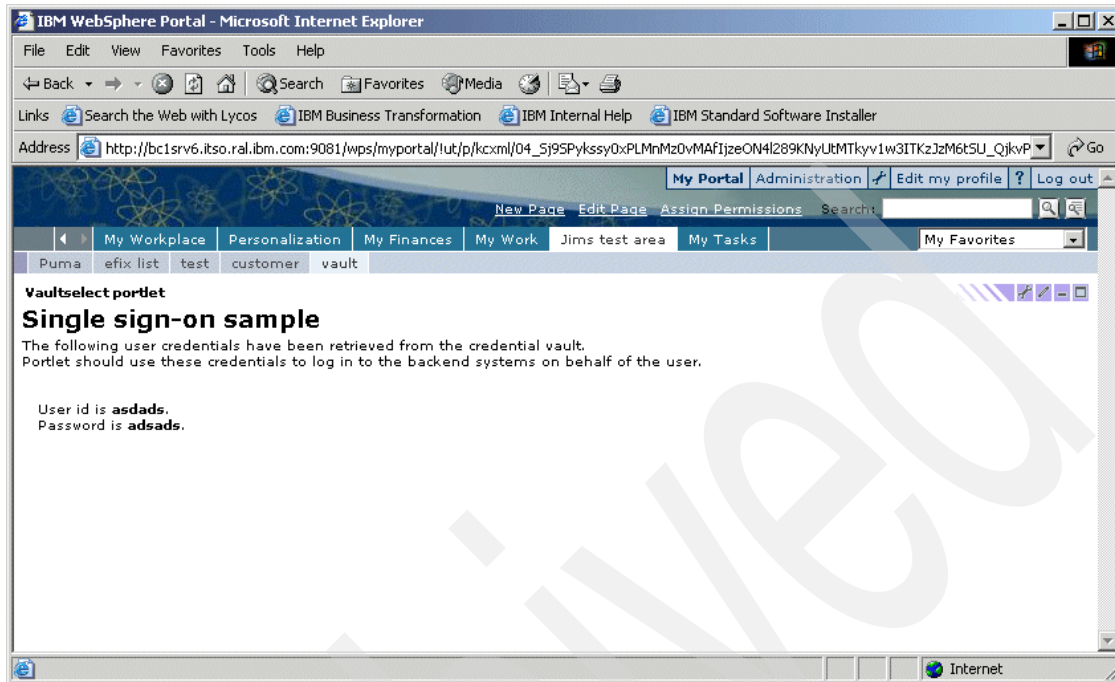 IBM WebSphere Portal - Microsoft Internet Explorer
File Edit View Favorites Tools Help
Back Search Favorites Media
Links Search the Web with Lycos IBM Business Transformation IBM Internal Help IBM Standard Software Installer
Address http://bc1srv6.itso.ral.ibm.com:9081/wps/myportal/!ut/p/kcxml/04_Sj9SPykssy0xPLMnMz0vMAfIjzeON4l289KNyUtMTkyv1w3ITKzJzM6tSU_QjkvP Go
My Portal Administration Edit my profile ? Log out
New Page Edit Page Assign Permissions Search:
My Workplace Personalization My Finances My Work Jims test area My Tasks My Favorites
Puma efix list test customer vault
Vaultselect portlet
Single sign-on sample
The following user credentials have been retrieved from the credential vault.
Portlet should use these credentials to log in to the backend systems on behalf of the user.
User id is asdads.
Password is adsads.
Internet